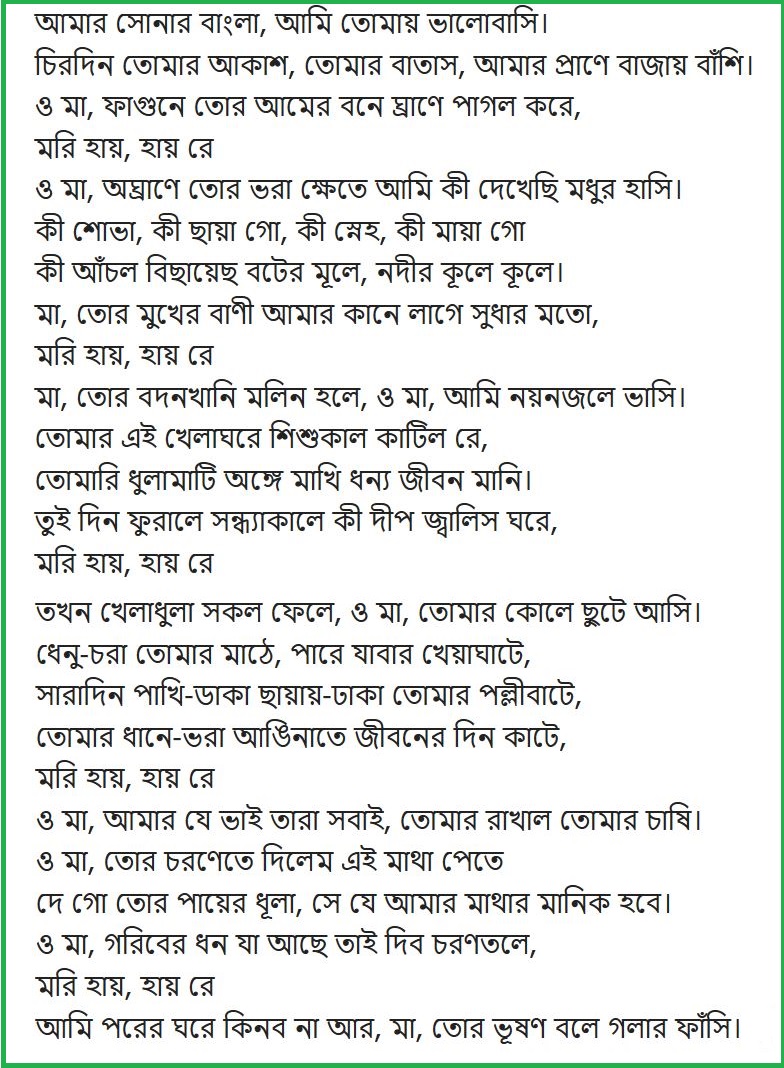 আমার সোনার বাংলা, আমি তোমায় ভালোবাসি।
চিরদিন তোমার আকাশ, তোমার বাতাস, আমার প্রাণে বাজায় বাঁশি।
ও মা, ফাগুনে তোর আমের বনে ঘ্রাণে পাগল করে,
মরি হায়, হায় রে
ও মা, অঘ্রাণে তোর ভরা ক্ষেতে আমি কী দেখেছি মধুর হাসি।
কী শোভা, কী ছায়া গো, কী স্নেহ, কী মায়া গো
কী আঁচল বিছায়েছ বটের মূলে, নদীর কূলে কূলে।
মা, তোর মুখের বাণী আমার কানে লাগে সুধার মতো,
মরি হায়, হায় রে
মা, তোর বদনখানি মলিন হলে, ও মা, আমি নয়নজলে ভাসি।
তোমার এই খেলাঘরে শিশুকাল কাটিল রে,
তোমারি ধুলামাটি অঙ্গে মাখি ধন্য জীবন মানি।
তুই দিন ফুরালে সন্ধ্যাকালে কী দীপ জ্বালিস ঘরে,
মরি হায়, হায় রে
তখন খেলাধুলা সকল ফেলে, ও মা, তোমার কোলে ছুটে আসি।
ধেনু-চরা তোমার মাঠে, পারে যাবার খেয়াঘাটে,
সারাদিন পাখি-ডাকা ছায়ায়-ঢাকা তোমার পল্লীবাটে,
তোমার ধানে-ভরা আঙিনাতে জীবনের দিন কাটে,
মরি হায়, হায় রে
ও মা, আমার যে ভাই তারা সবাই, তোমার রাখাল তোমার চাষি।
ও মা, তোর চরণেতে দিলেম এই মাথা পেতে
দে গো তোর পায়ের ধূলা, সে যে আমার মাথার মানিক হবে।
ও মা, গরিবের ধন যা আছে তাই দিব চরণতলে,
মরি হায়, হায় রে
আমি পরের ঘরে কিনব না আর, মা, তোর ভূষণ বলে গলার ফাঁসি।